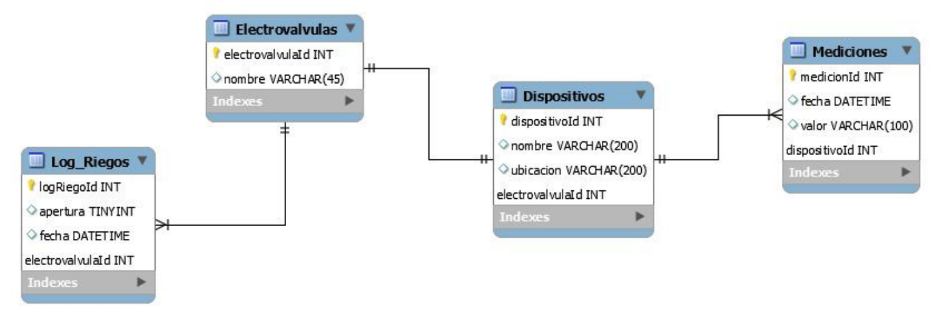 Electrovalvulas
electrovalvulaId INT
nombre VARCHAR(45)
Indexes
Log_Riegos
logRiegoId INT
apertura TINYINT
fecha DATETIME
electrovalvulaId INT
Indexes
Dispositivos
dispositivoId INT
nombre VARCHAR(200)
ubicacion VARCHAR(200)
electrovalvulaId INT
Indexes
Mediciones
medicionId INT
fecha DATETIME
valor VARCHAR(100)
dispositivoId INT
Indexes